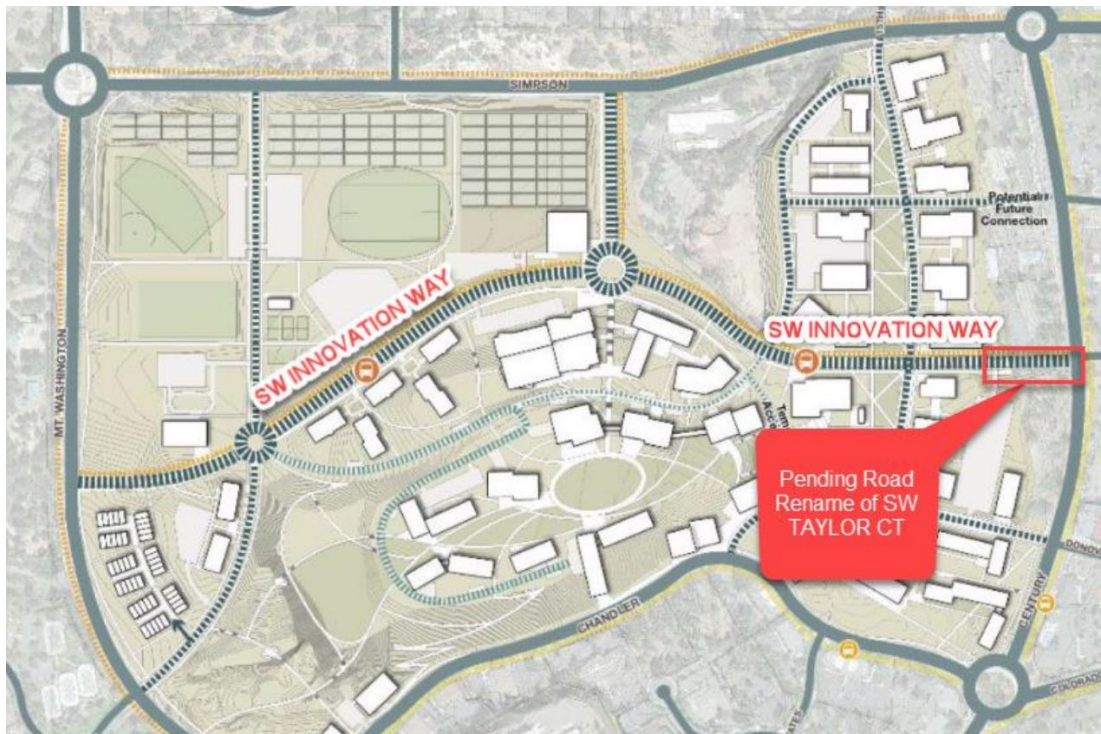 SIMPSON
15TH
Potential
Future
Connection
SW INNOVATION WAY
SW INNOVATION WAY
MT. WASHINGTON
Pending Road
Rename of SW
TAYLOR CT
CENTURY
CHANDLER